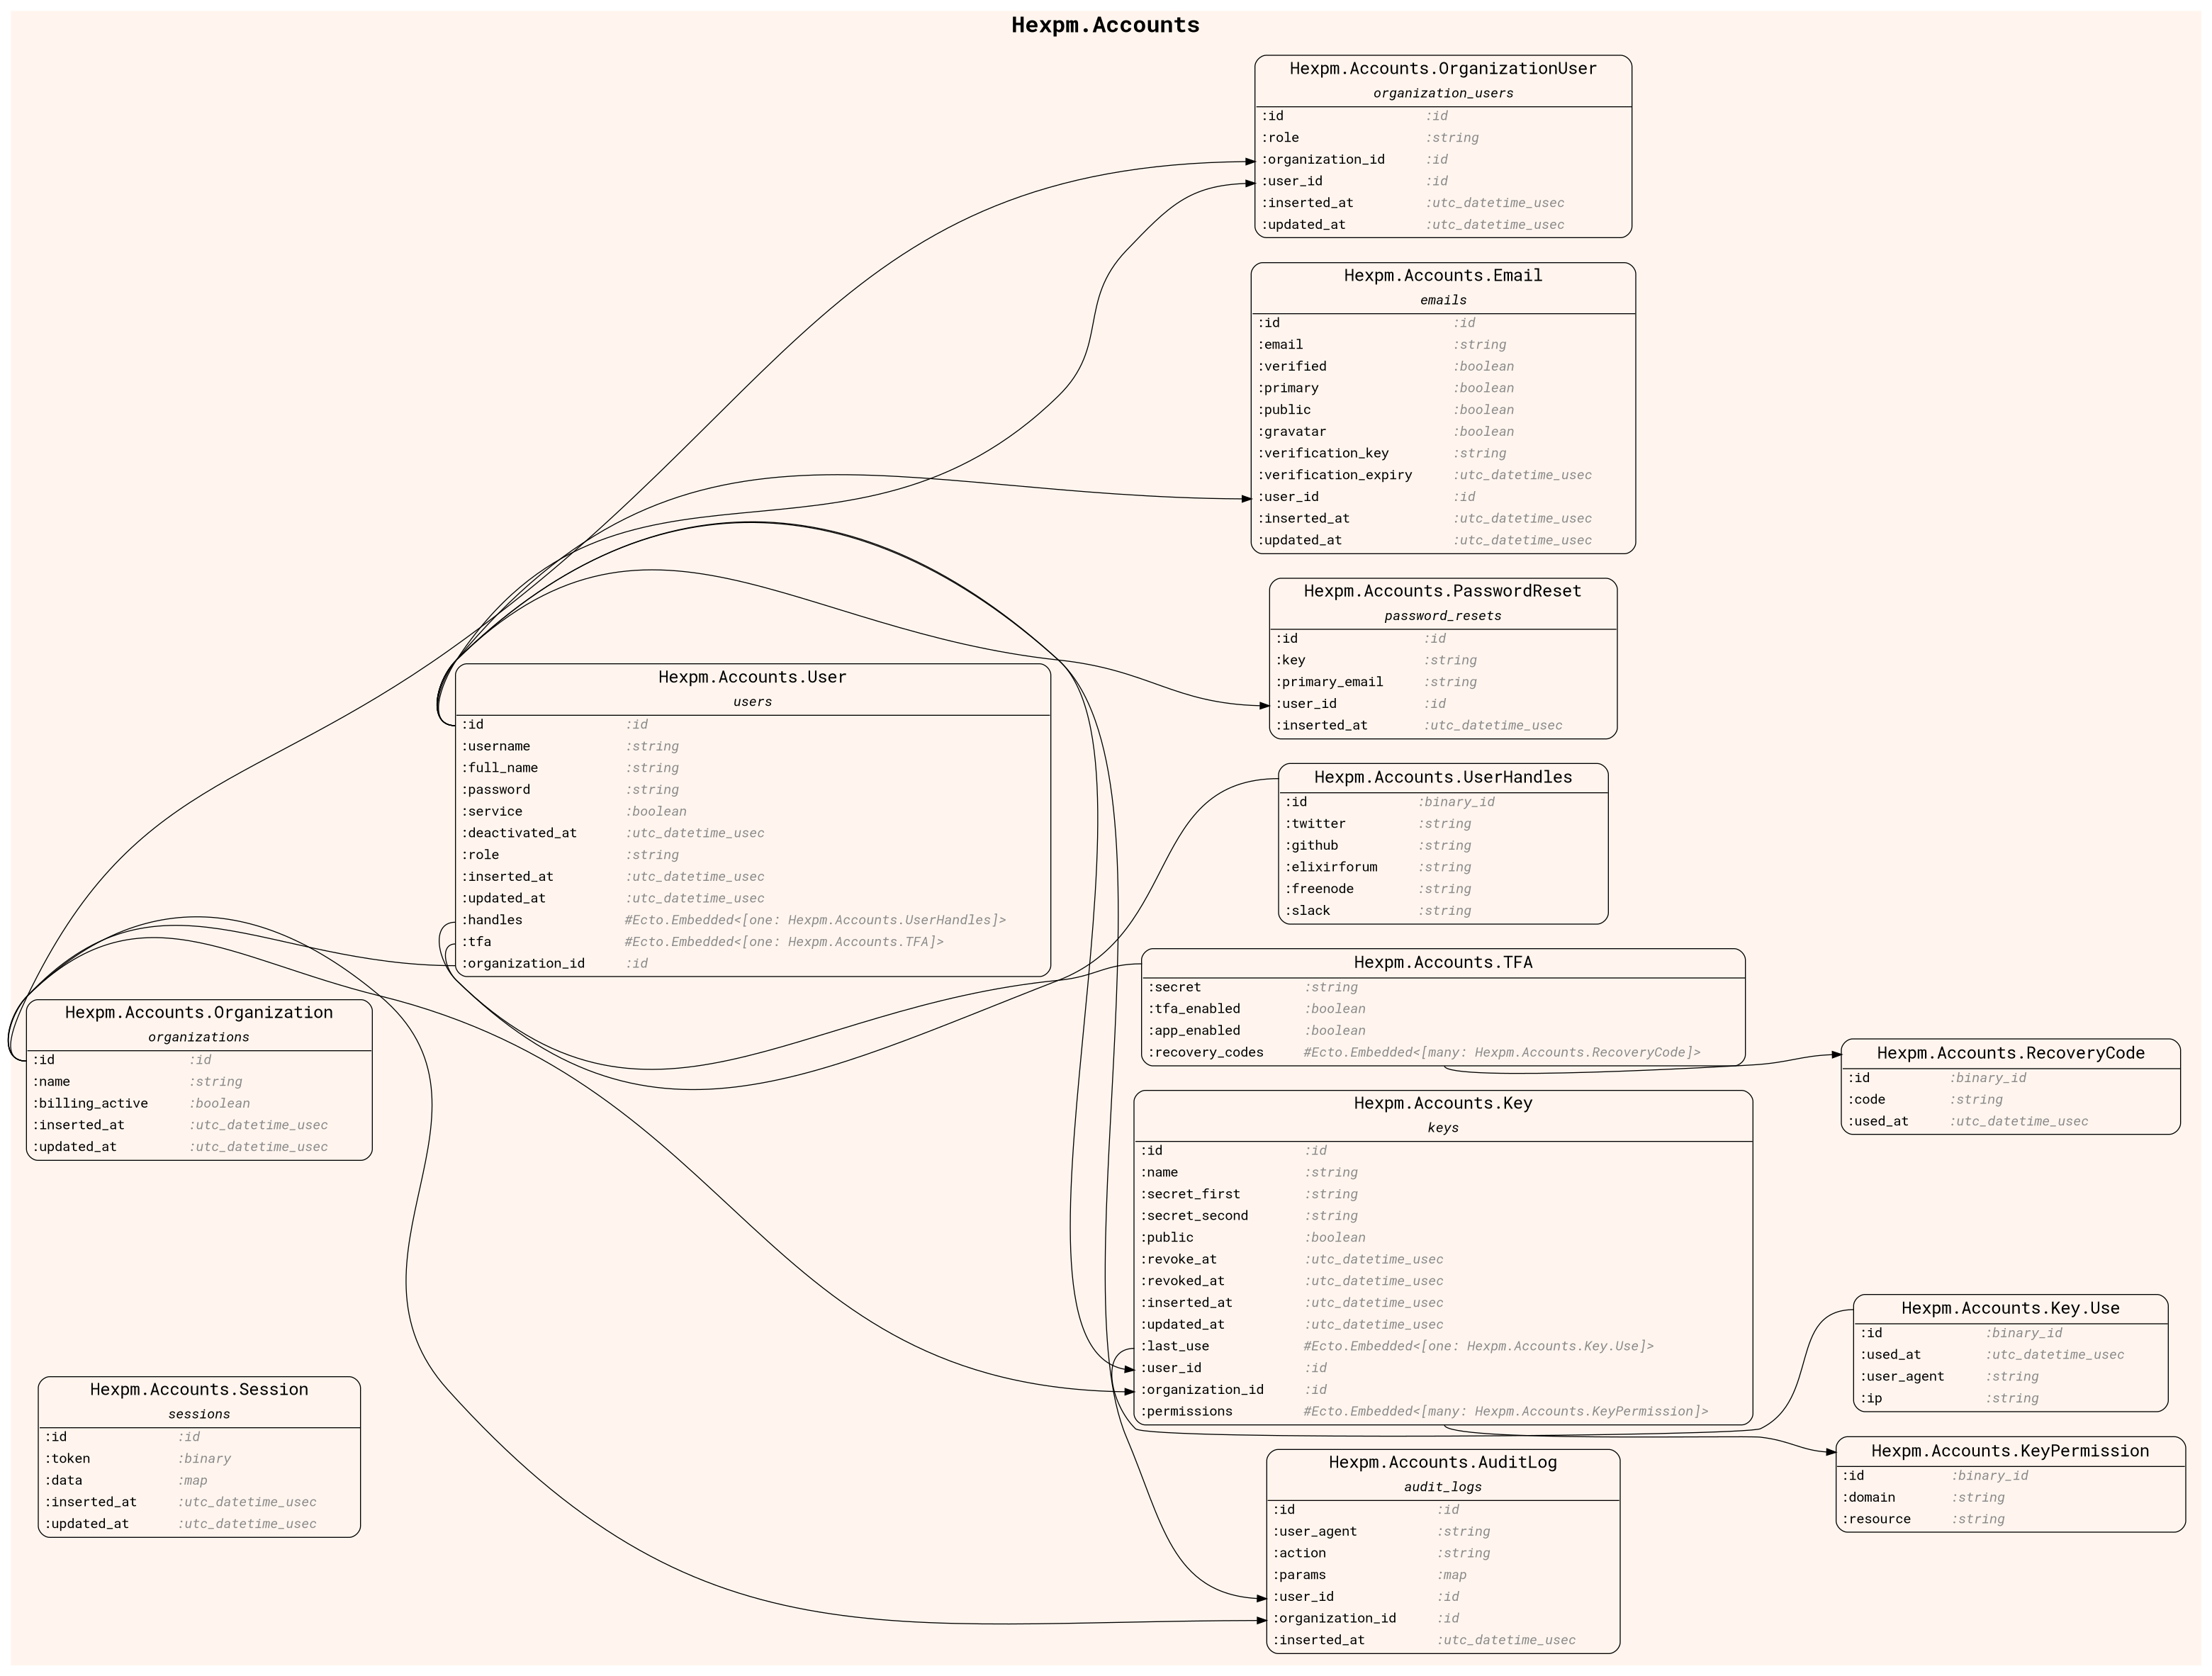 Hexpm.Accounts
Hexpm.Accounts.OrganizationUser
organization_users
:id :id
:role :string
:organization_id :id
:user_id :id
:inserted_at :utc_datetime_usec
:updated_at :utc_datetime_usec
Hexpm.Accounts.Email
emails
:id :id
:email :string
:verified :boolean
:primary :boolean
:public :boolean
:gravatar :boolean
:verification_key :string
:verification_expiry :utc_datetime_usec
:user_id :id
:inserted_at :utc_datetime_usec
:updated_at :utc_datetime_usec
Hexpm.Accounts.PasswordReset
password_resets
:id :id
:key :string
:primary_email :string
:user_id :id
:inserted_at :utc_datetime_usec
Hexpm.Accounts.User
users
:id :id
:username :string
:full_name :string
:password :string
:service :boolean
:deactivated_at :utc_datetime_usec
:role :string
:inserted_at :utc_datetime_usec
:updated_at :utc_datetime_usec
:handles #Ecto.Embedded<[one: Hexpm.Accounts.UserHandles]>
:tfa #Ecto.Embedded<[one: Hexpm.Accounts.TFA]>
:organization_id :id
Hexpm.Accounts.UserHandles
:id :binary_id
:twitter :string
:github :string
:elixirforum :string
:freenode :string
:slack :string
Hexpm.Accounts.TFA
:secret :string
:tfa_enabled :boolean
:app_enabled :boolean
:recovery_codes #Ecto.Embedded<[many: Hexpm.Accounts.RecoveryCode]>
Hexpm.Accounts.Organization
organizations
:id :id
:name :string
:billing_active :boolean
:inserted_at :utc_datetime_usec
:updated_at :utc_datetime_usec
Hexpm.Accounts.RecoveryCode
:id :binary_id
:code :string
:used_at :utc_datetime_usec
Hexpm.Accounts.Key
keys
:id :id
:name :string
:secret_first :string
:secret_second :string
:public :boolean
:revoke_at :utc_datetime_usec
:revoked_at :utc_datetime_usec
:inserted_at :utc_datetime_usec
:updated_at :utc_datetime_usec
:last_use #Ecto.Embedded<[one: Hexpm.Accounts.Key.Use]>
:user_id :id
:organization_id :id
:permissions #Ecto.Embedded<[many: Hexpm.Accounts.KeyPermission]>
Hexpm.Accounts.Key.Use
:id :binary_id
:used_at :utc_datetime_usec
:user_agent :string
:ip :string
Hexpm.Accounts.Session
sessions
:id :id
:token :binary
:data :map
:inserted_at :utc_datetime_usec
:updated_at :utc_datetime_usec
Hexpm.Accounts.KeyPermission
:id :binary_id
:domain :string
:resource :string
Hexpm.Accounts.AuditLog
audit_logs
:id :id
:user_agent :string
:action :string
:params :map
:user_id :id
:organization_id :id
:inserted_at :utc_datetime_usec